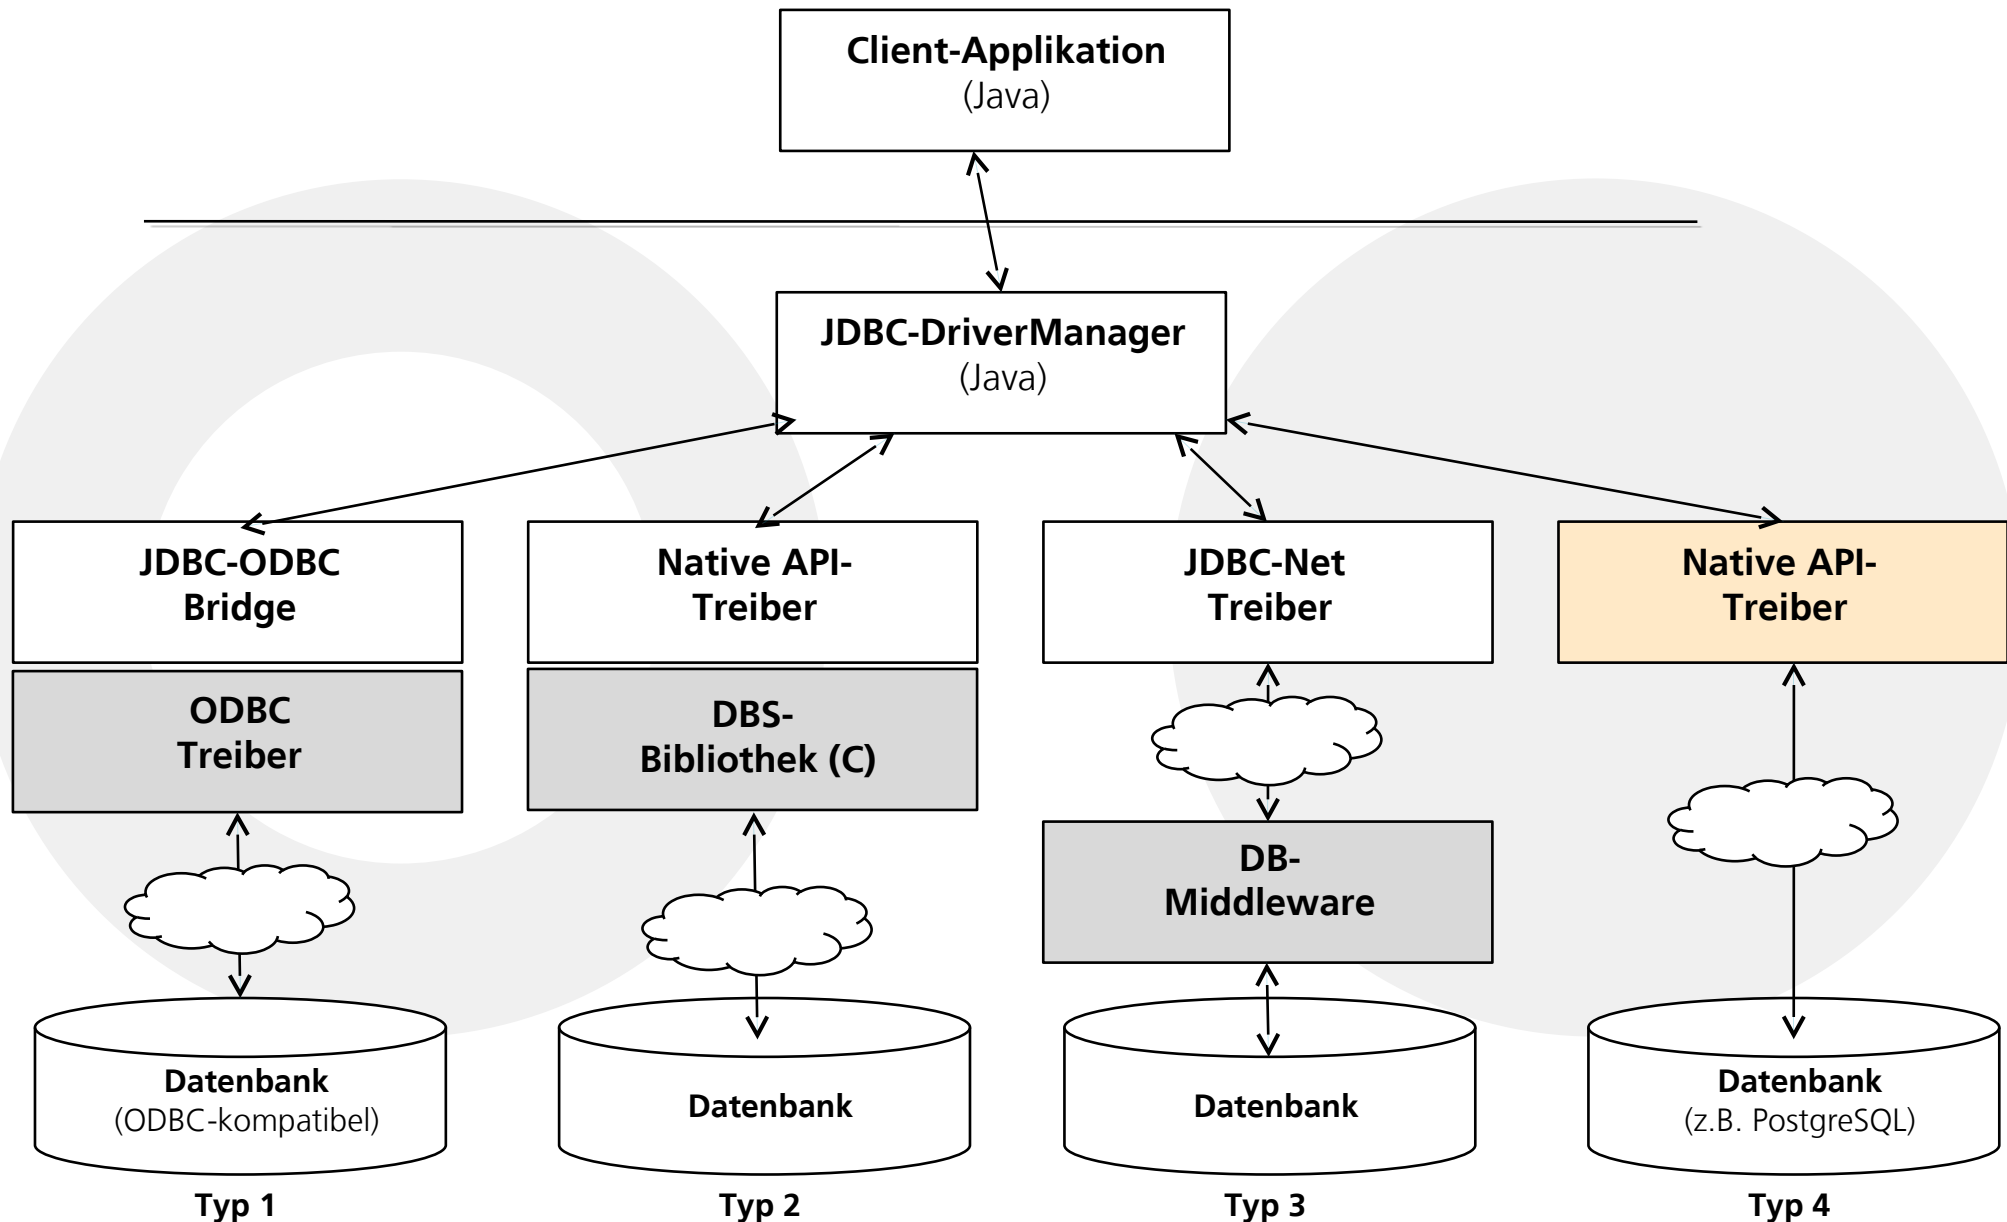 Client-Applikation
(Java)
JDBC-DriverManager
(Java)
JDBC-ODBC
Bridge
Native API-
Treiber
JDBC-Net
Treiber
Native API-
Treiber
ODBC
Treiber
DBS-
Bibliothek (C)
DB-
Middleware
Datenbank
(ODBC-kompatibel)
Datenbank
Datenbank
Datenbank
(z.B. PostgreSQL)
Typ 1
Typ 2
Typ 3
Typ 4